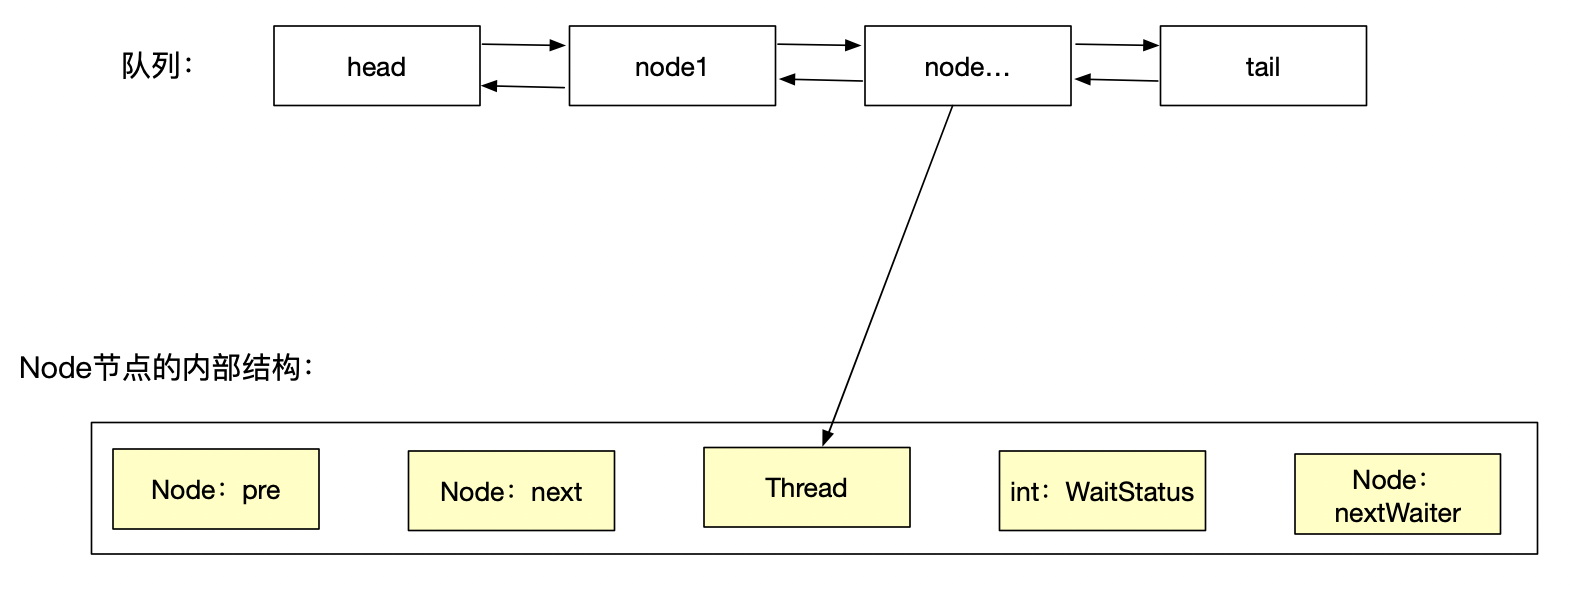 队列：
head
node1
node...
tail
Node节点的内部结构：
Node：pre
Node：next
Thread
int：WaitStatus
Node：
nextWaiter